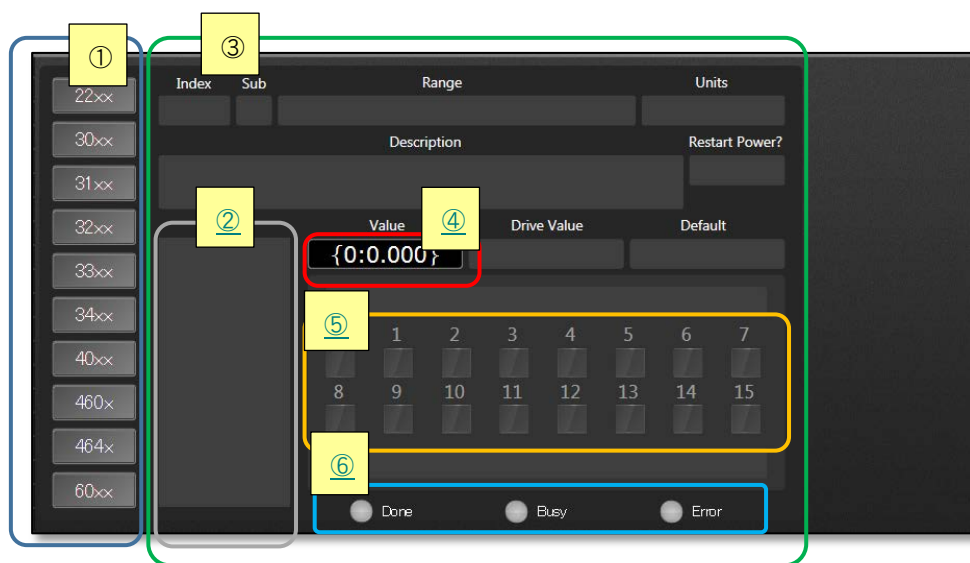 ①
③
22xx
Index Sub Range Units
30xx
Description Restart Power?
31xx
32xx
②
Value ④ Drive Value Default
{0:0.000}
33xx
34xx
⑤ 1 2 3 4 5 6 7
40xx
460x
8 9 10 11 12 13 14 15
464x
⑥
60xx
Done Busy Error